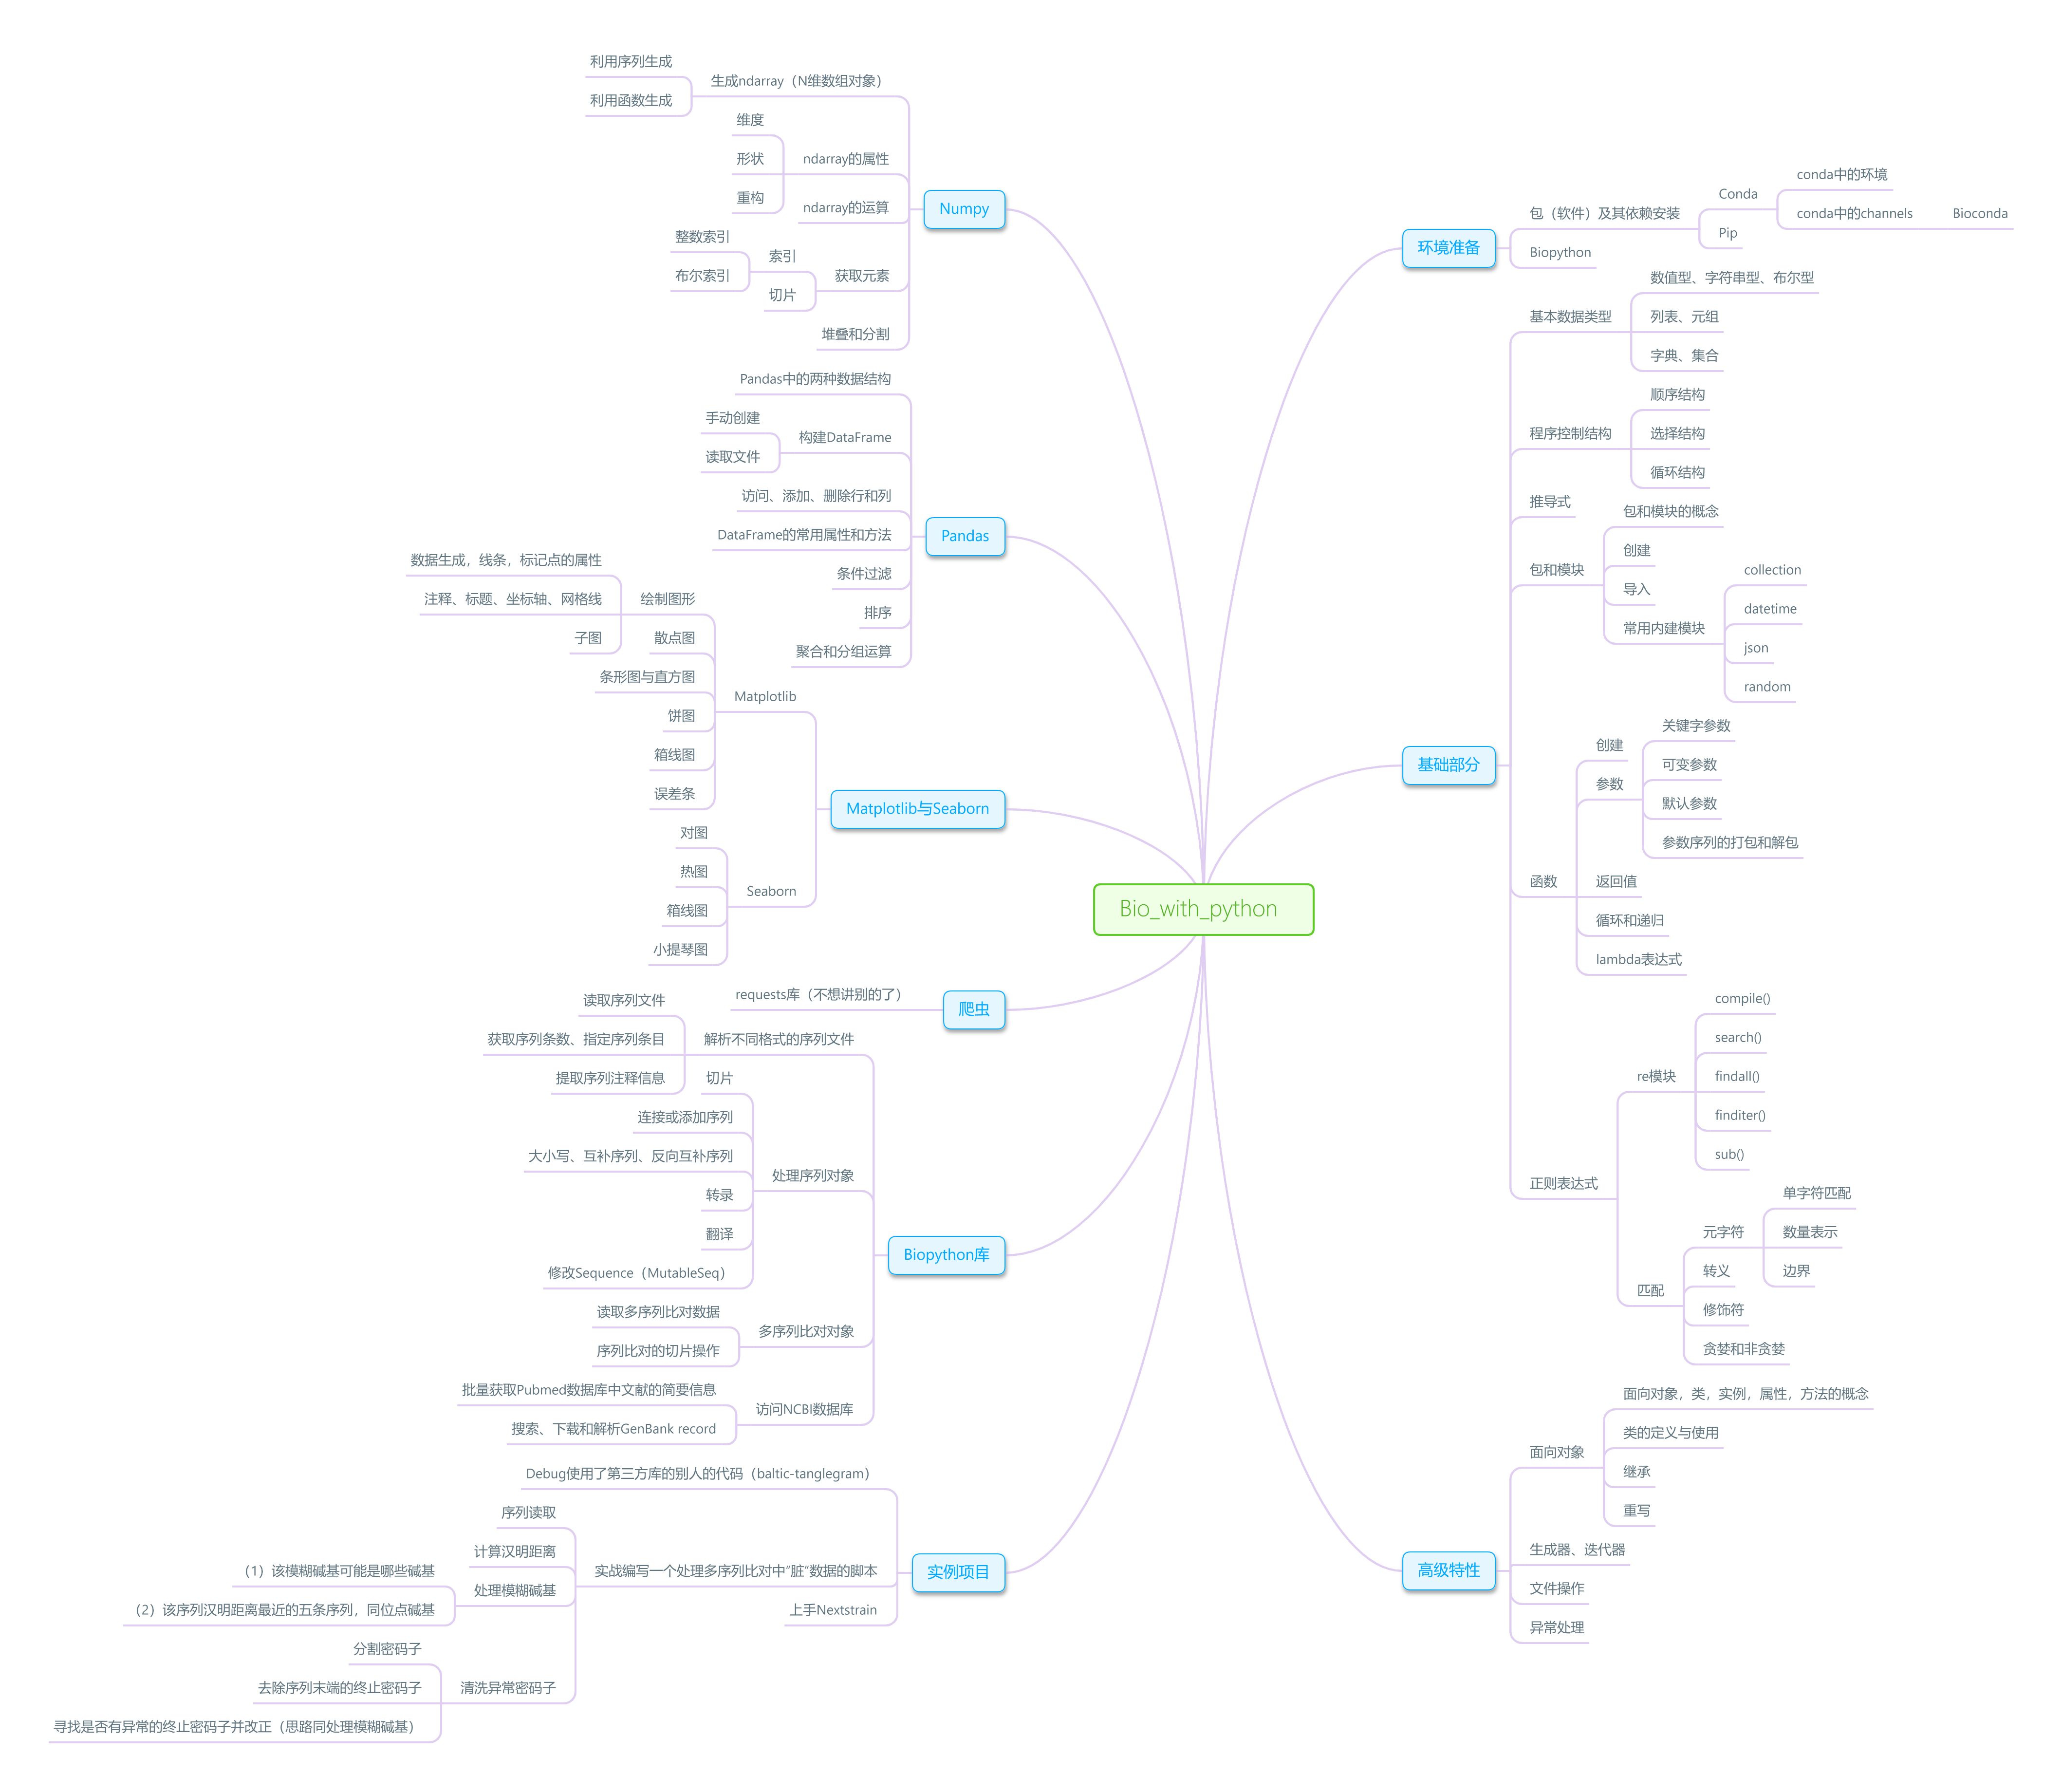 Bio_with_python
环境准备
包（软件）及其依赖安装
Conda
conda中的环境
conda中的channels
Bioconda
Pip
Biopython
基础部分
基本数据类型
数值型、字符串型、布尔型
列表、元组
字典、集合
程序控制结构
顺序结构
选择结构
循环结构
推导式
包和模块
包和模块的概念
创建
导入
常用内建模块
collection
datetime
json
random
函数
创建
参数
关键字参数
可变参数
默认参数
参数序列的打包和解包
返回值
循环和递归
lambda表达式
正则表达式
re模块
compile()
search()
findall()
finditer()
sub()
匹配
元字符
单字符匹配
数量表示
边界
转义
修饰符
贪婪和非贪婪
高级特性
面向对象
面向对象，类，实例，属性，方法的概念
类的定义与使用
继承
重写
生成器、迭代器
文件操作
异常处理
Numpy
生成ndarray（N维数组对象）
利用序列生成
利用函数生成
ndarray的属性
维度
形状
重构
ndarray的运算
获取元素
索引
整数索引
布尔索引
切片
堆叠和分割
Pandas
Pandas中的两种数据结构
构建DataFrame
手动创建
读取文件
访问、添加、删除行和列
DataFrame的常用属性和方法
条件过滤
排序
聚合和分组运算
Matplotlib与Seaborn
Matplotlib
绘制图形
数据生成，线条，标记点的属性
注释、标题、坐标轴、网格线
子图
散点图
条形图与直方图
饼图
箱线图
误差条
Seaborn
对图
热图
箱线图
小提琴图
爬虫
requests库（不想讲别的了）
Biopython库
解析不同格式的序列文件
读取序列文件
获取序列条数、指定序列条目
提取序列注释信息
处理序列对象
切片
连接或添加序列
大小写、互补序列、反向互补序列
转录
翻译
修改Sequence（MutableSeq）
多序列比对对象
读取多序列比对数据
序列比对的切片操作
访问NCBI数据库
批量获取Pubmed数据库中文献的简要信息
搜索、下载和解析GenBank record
实例项目
Debug使用了第三方库的别人的代码（baltic-tanglegram）
实战编写一个处理多序列比对中“脏”数据的脚本
序列读取
计算汉明距离
处理模糊碱基
（1）该模糊碱基可能是哪些碱基
（2）该序列汉明距离最近的五条序列，同位点碱基
清洗异常密码子
分割密码子
去除序列末端的终止密码子
寻找是否有异常的终止密码子并改正（思路同处理模糊碱基）
上手Nextstrain